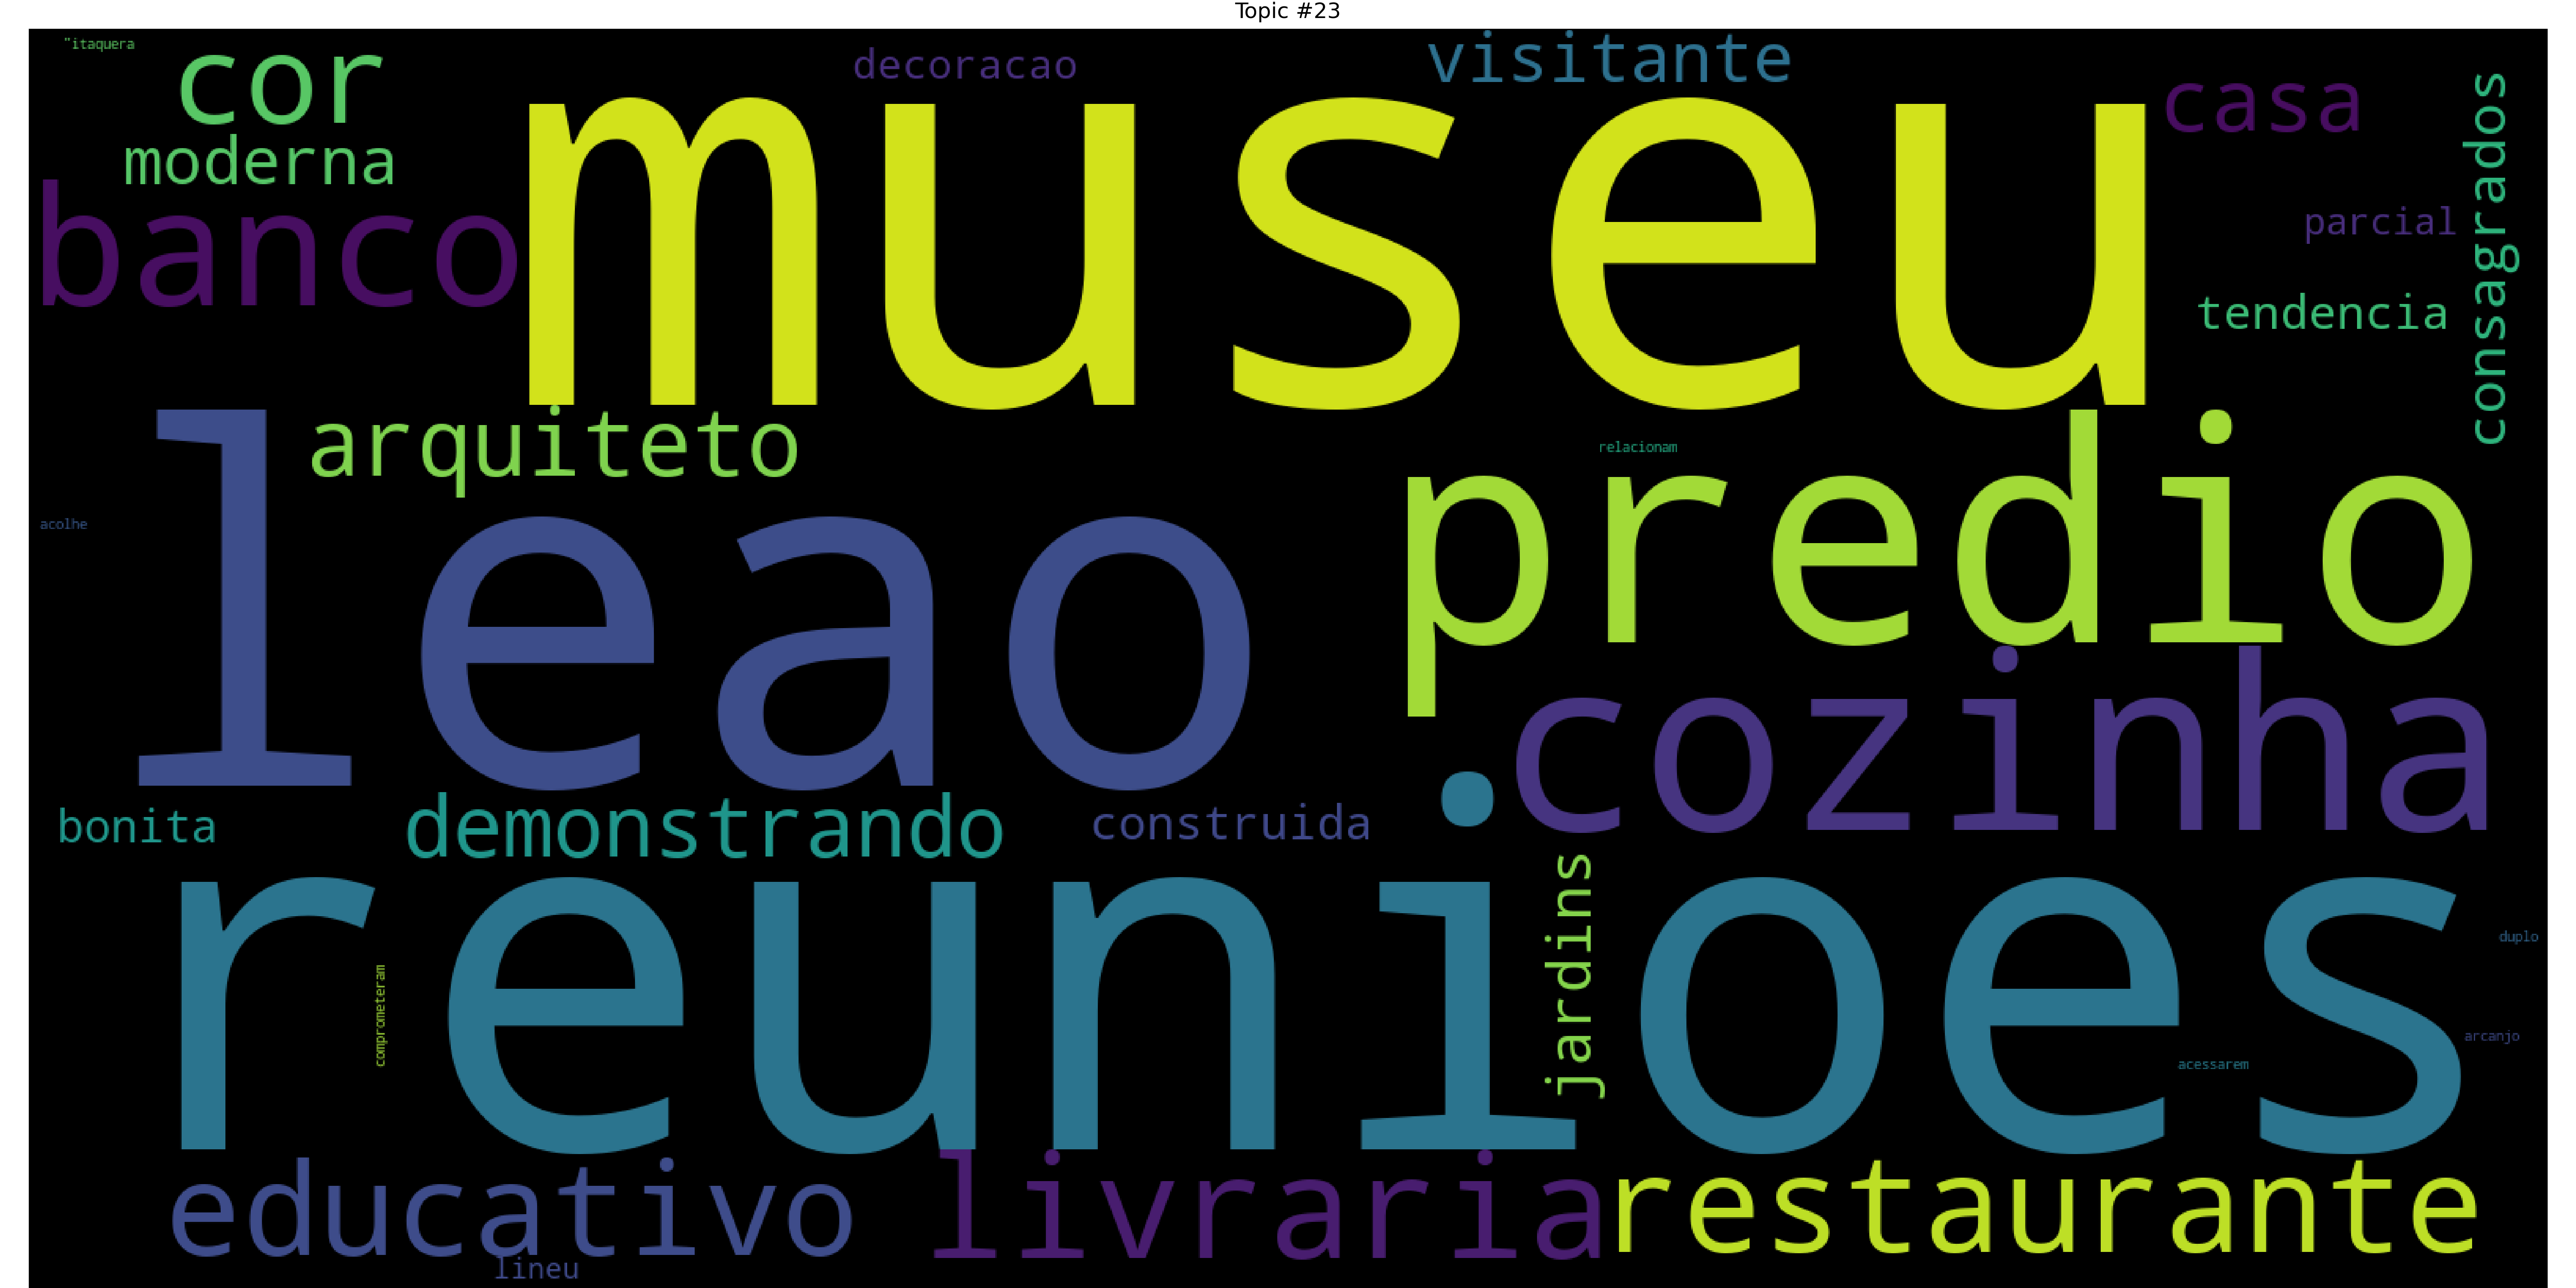 Topic #23
"itaquera
cor
decoracao
visitante
casa
moderna
museu
consagrados
banco
parcial
tendencia
arquiteto
relacionam
predio
acolhe
leao
cozinha
bonita
demonstrando
construida
reunioes
jardins
duplo
comprometeram
arcanjo
acessarem
educativo
livraria
restaurante
lineu